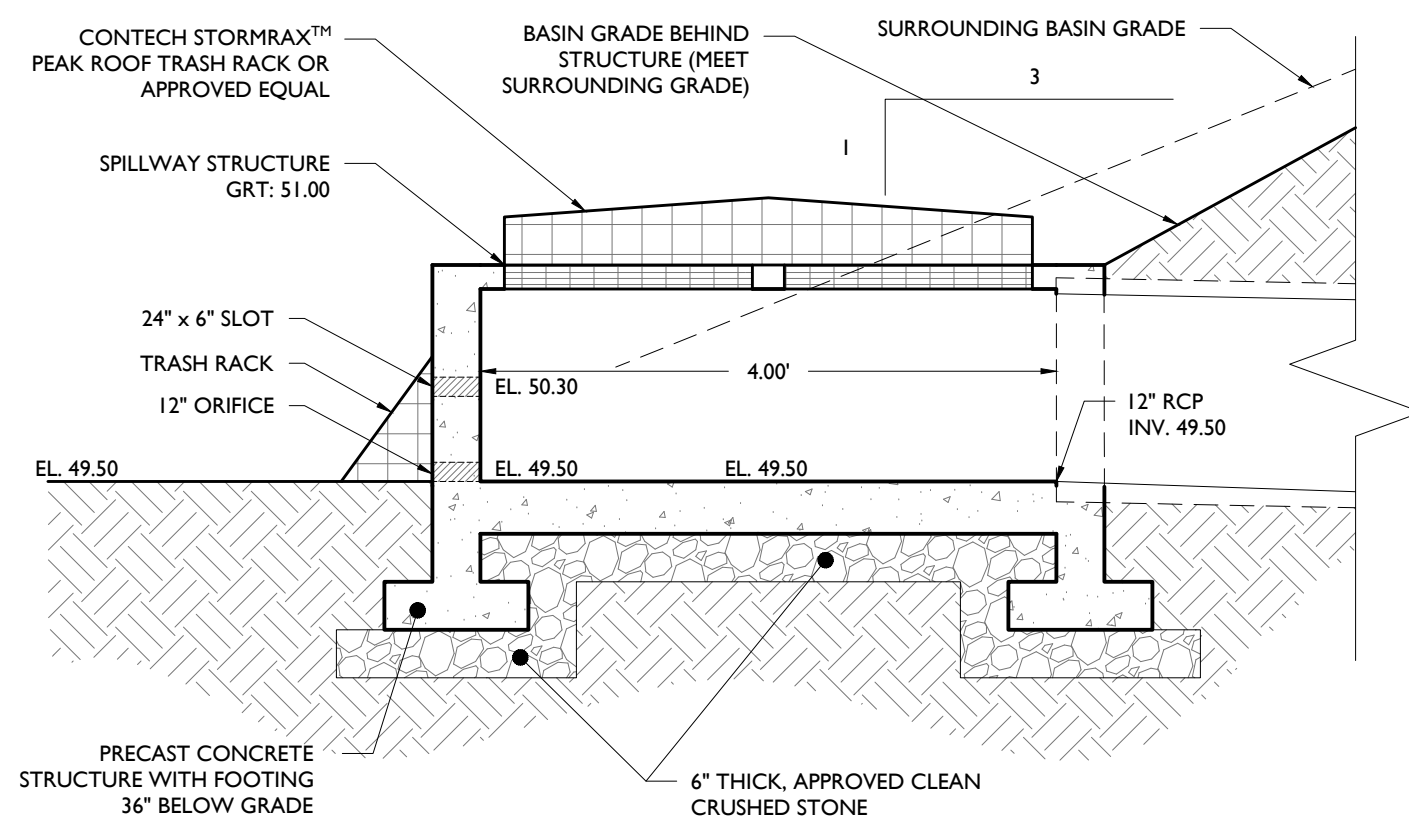 CONTECH STORMRAX™
PEAK ROOF TRASH RACK OR
APPROVED EQUAL
BASIN GRADE BEHIND
STRUCTURE (MEET
SURROUNDING GRADE)
SURROUNDING BASIN GRADE
3
1
SPILLWAY STRUCTURE
GRT: 51.00
24" x 6" SLOT
TRASH RACK
12" ORIFICE
EL. 50.30
4.00'
12" RCP
INV. 49.50
EL. 49.50
EL. 49.50
EL. 49.50
PRECAST CONCRETE
STRUCTURE WITH FOOTING
36" BELOW GRADE
6" THICK, APPROVED CLEAN
CRUSHED STONE